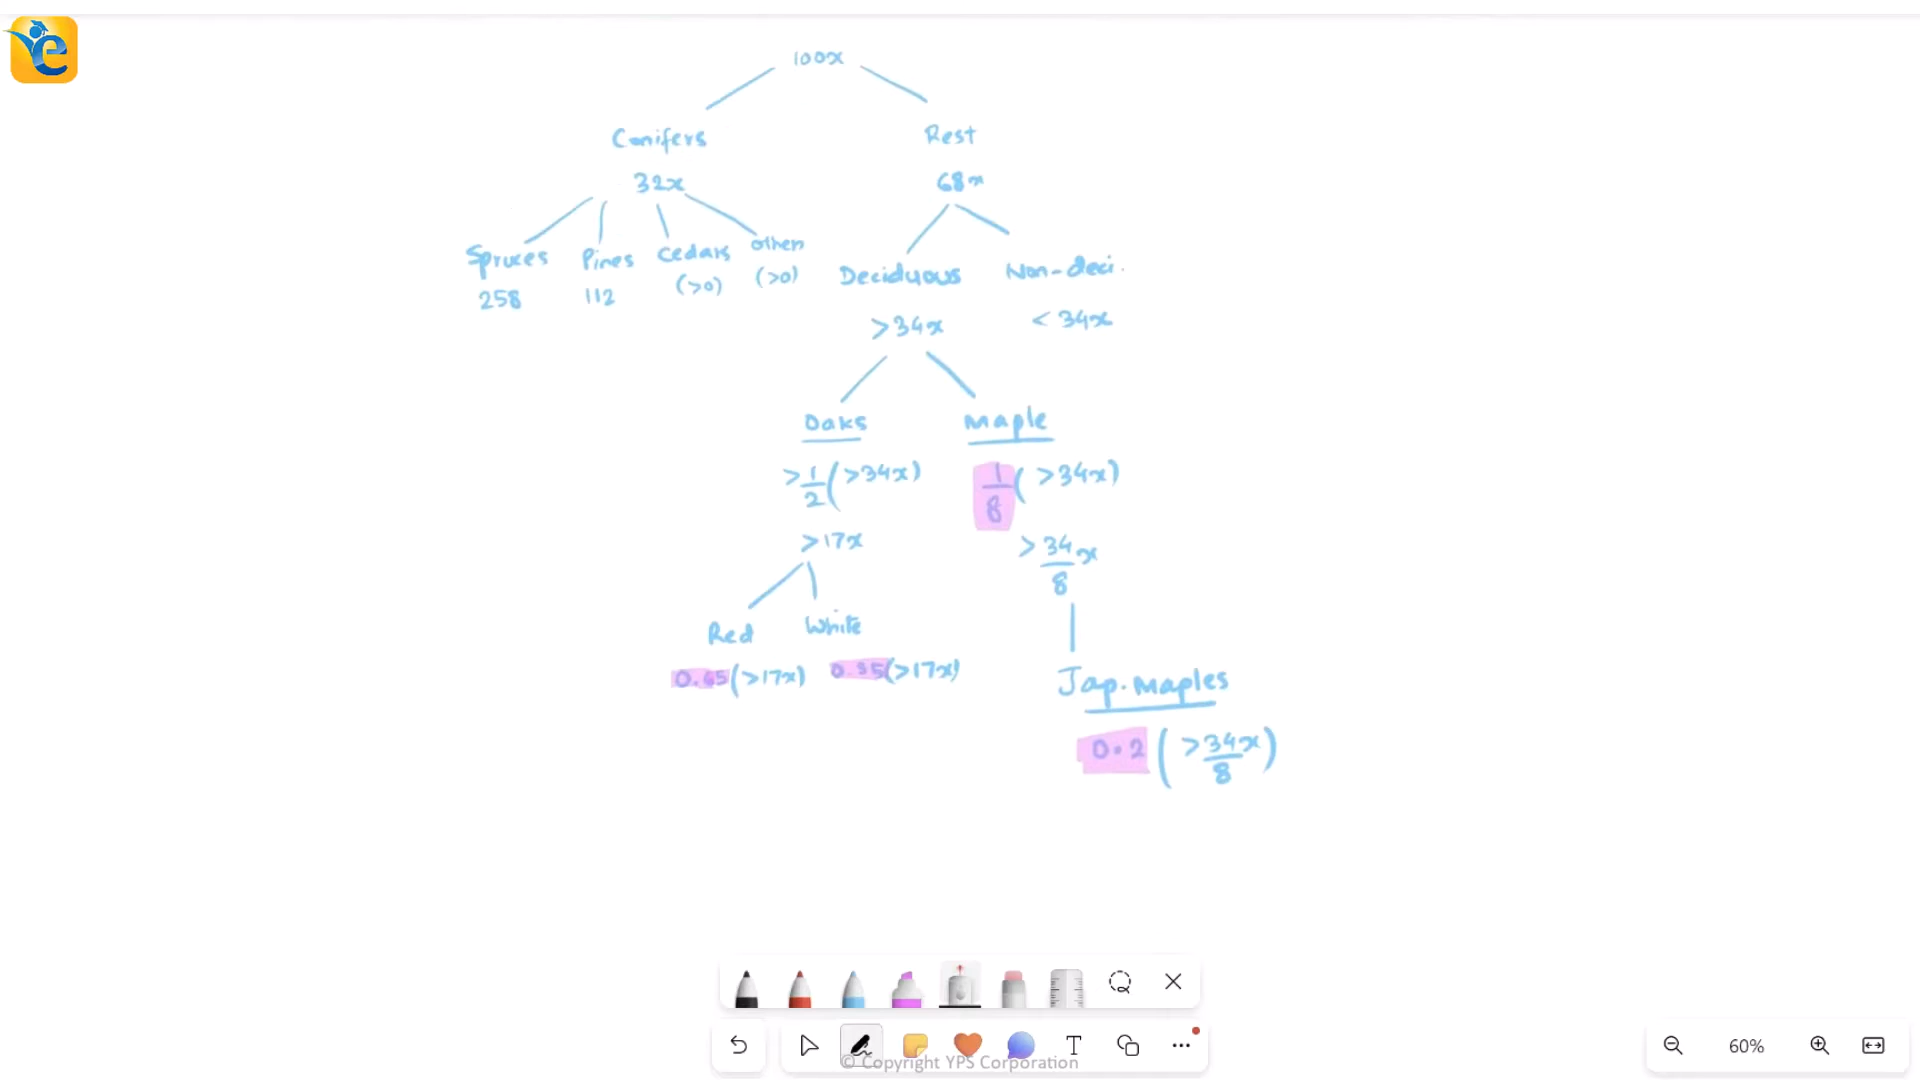 100x
Conifers Rest
32x 68x
Spruces Pines Cedars others
258 112 (>0) (>0)
Deciduous Non-deci.
>34x < 34x
Oaks Maple
>1/2(>34x) 1/8( >34x)
>17x >34/8 x
Red White
0.65(>17x) 0.35(>17x)
Jap. Maples
0.2 ( >34x/8 )
T
60%
© Copyright YPS Corporation